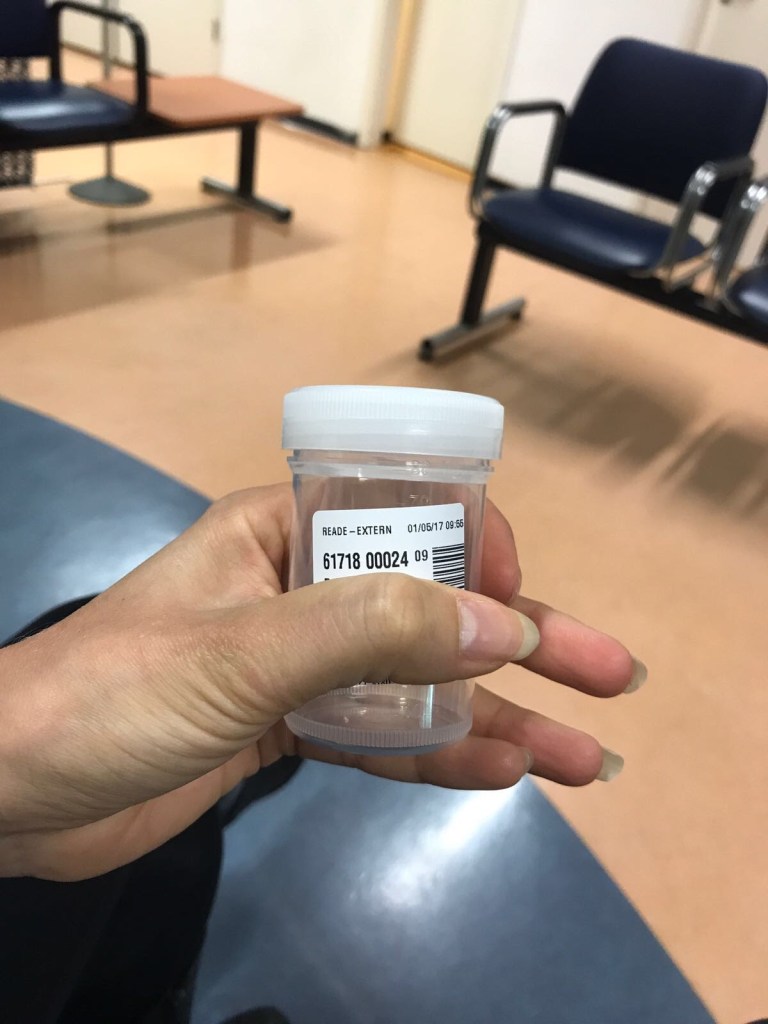 READE – EXTERN 01/05/17 09:56
61718 00024 09